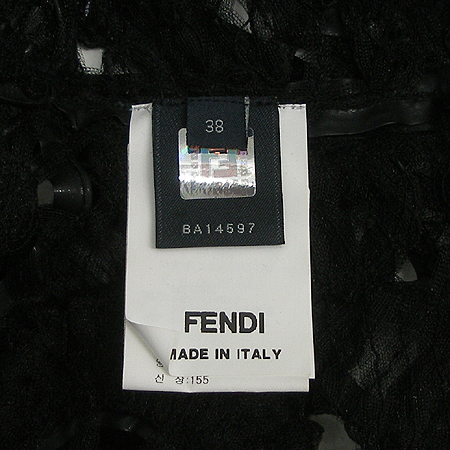 38
BA14597
FENDI
MADE IN ITALY
신 장:155